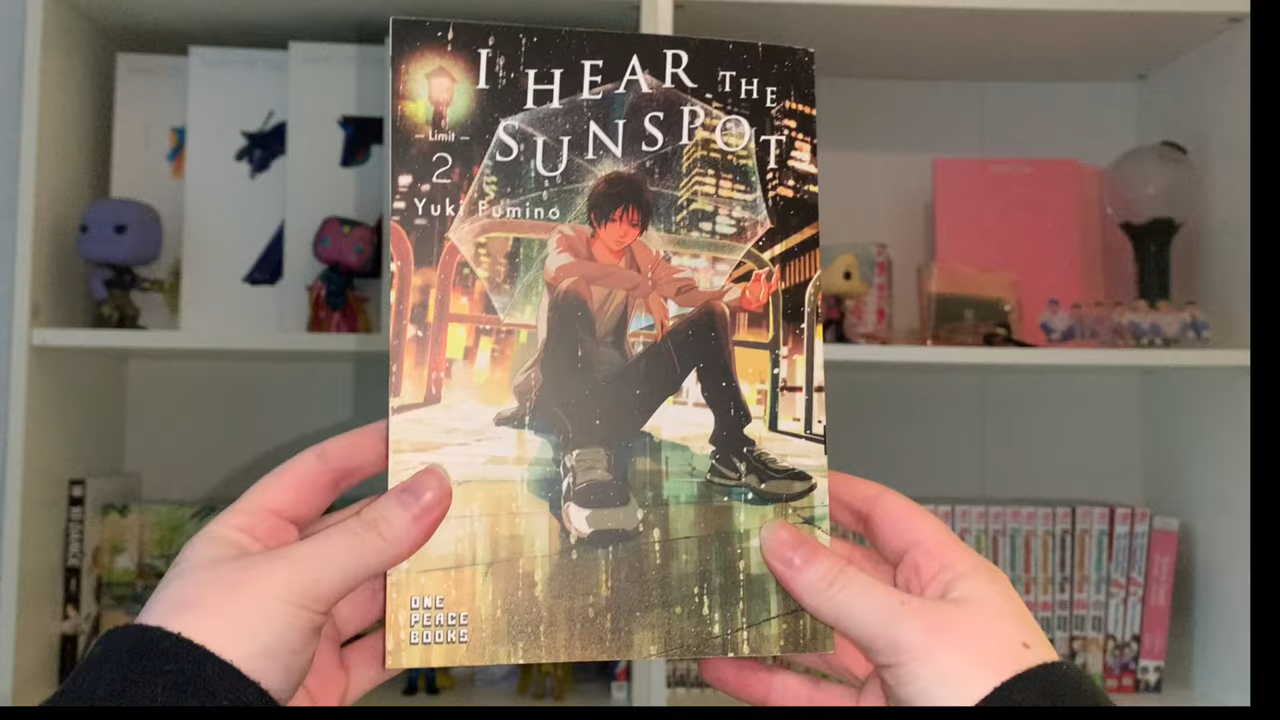 I HEAR THE
SUNSPOT
– Limit –
2
Yuki Fumino
ONE
PEACE
BOOKS